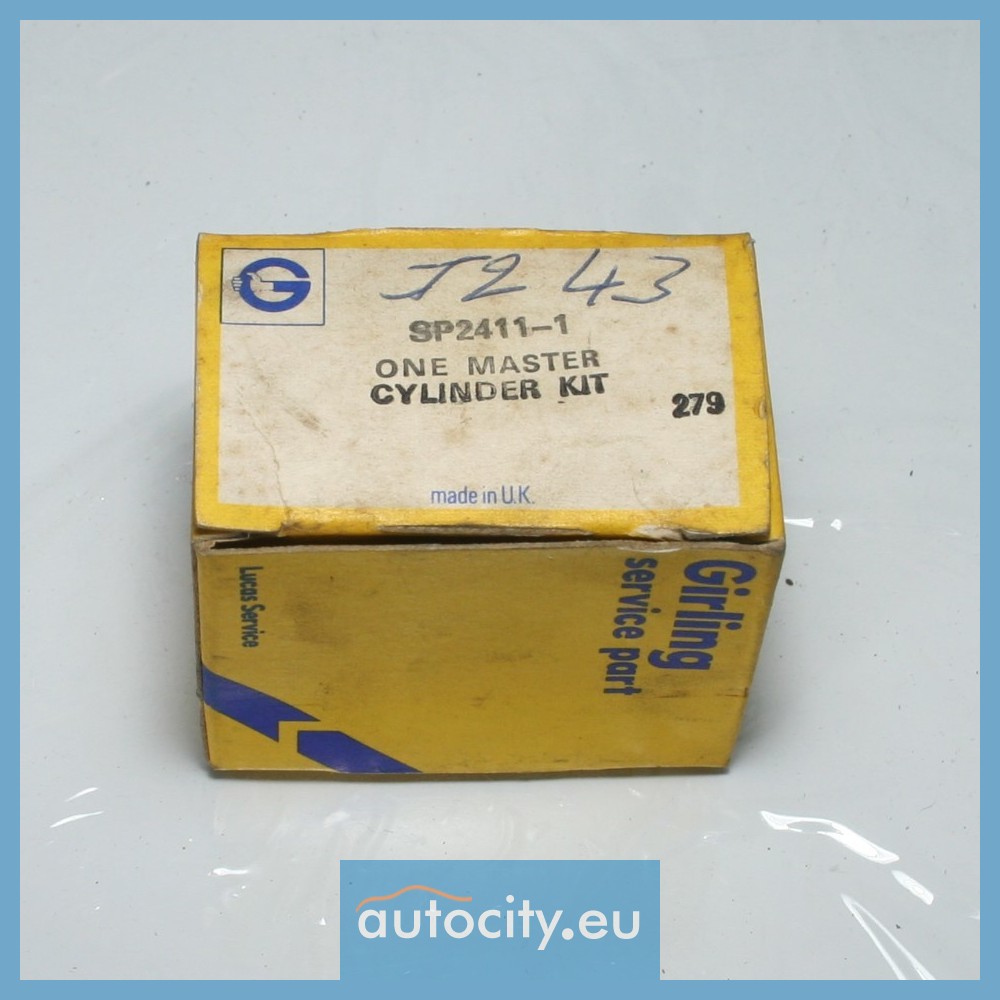 G
J2 43
SP2411-1
ONE MASTER
CYLINDER KIT
279
made in U.K.
Lucas Service
Girling
service part
autocity.eu